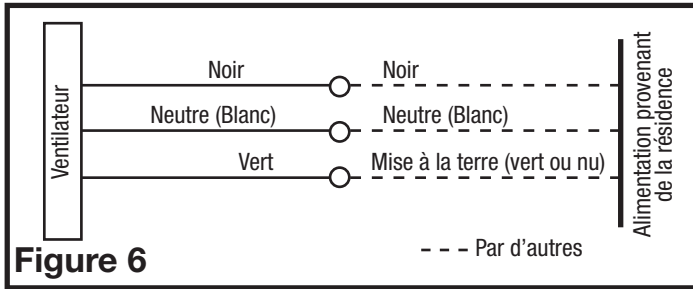 Ventilateur
Noir
Noir
Neutre (Blanc)
Neutre (Blanc)
Vert
Mise à la terre (vert ou nu)
Alimentation provenant
de la résidence
--- Par d'autres
Figure 6